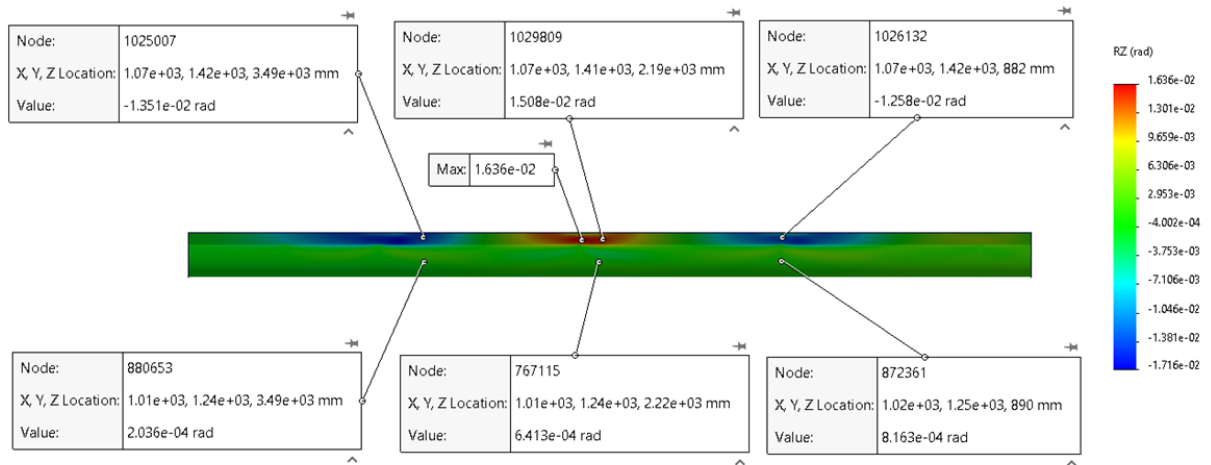 Node: 1025007
X, Y, Z Location: 1.07e+03, 1.42e+03, 3.49e+03 mm
Value: -1.351e-02 rad
Node: 1029809
X, Y, Z Location: 1.07e+03, 1.41e+03, 2.19e+03 mm
Value: 1.508e-02 rad
Node: 1026132
X, Y, Z Location: 1.07e+03, 1.42e+03, 882 mm
Value: -1.258e-02 rad
Max: 1.636e-02
RZ (rad)
1.636e-02
1.301e-02
9.659e-03
6.306e-03
2.953e-03
-4.002e-04
-3.753e-03
-7.106e-03
-1.046e-02
-1.381e-02
-1.716e-02
Node: 880653
X, Y, Z Location: 1.01e+03, 1.24e+03, 3.49e+03 mm
Value: 2.036e-04 rad
Node: 767115
X, Y, Z Location: 1.01e+03, 1.24e+03, 2.22e+03 mm
Value: 6.413e-04 rad
Node: 872361
X, Y, Z Location: 1.02e+03, 1.25e+03, 890 mm
Value: 8.163e-04 rad